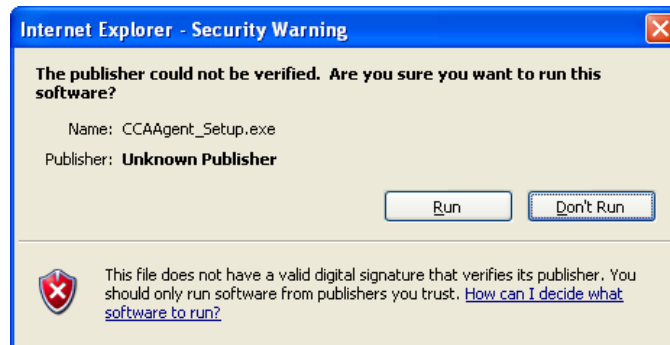 Internet Explorer - Security Warning
The publisher could not be verified. Are you sure you want to run this
software?
Name: CCAAgent_Setup.exe
Publisher: Unknown Publisher
Run
Don't Run
This file does not have a valid digital signature that verifies its publisher. You
should only run software from publishers you trust. How can I decide what
software to run?